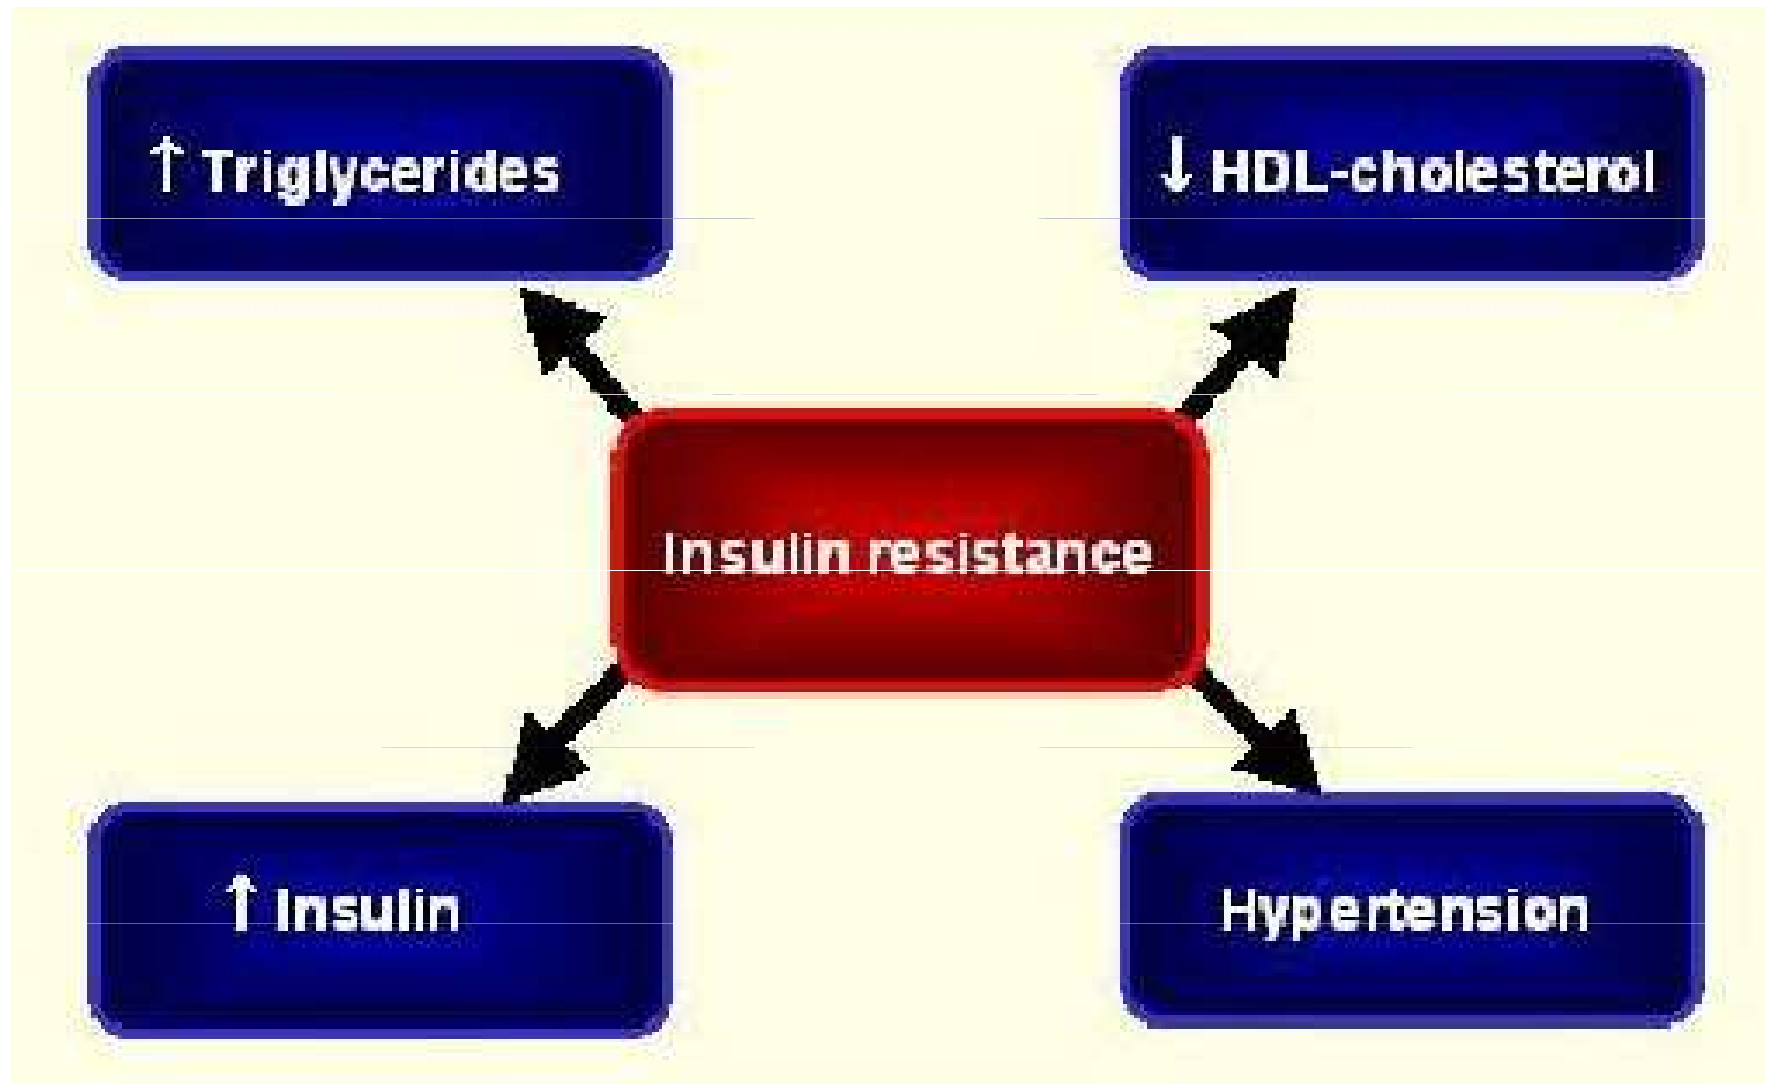 ↑ Triglycerides
↓ HDL-cholesterol
Insulin resistance
↑ Insulin
Hypertension